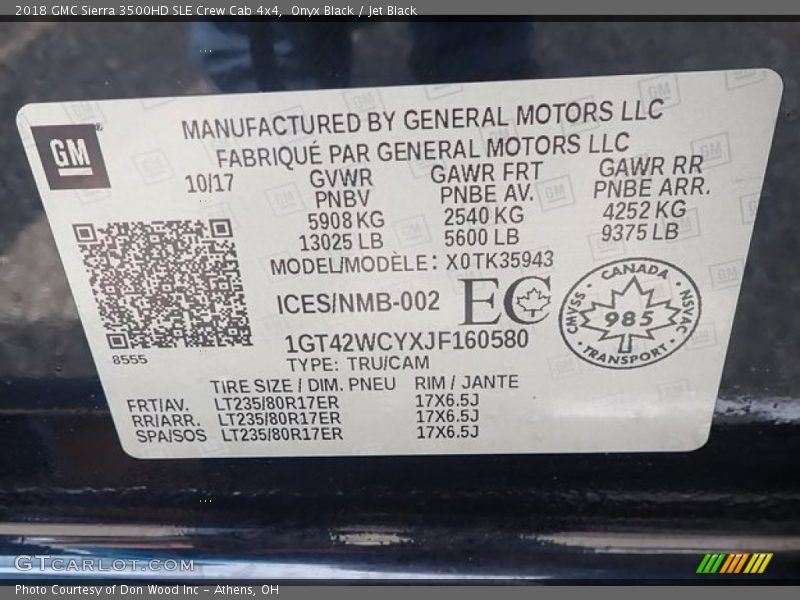 2018 GMC Sierra 3500HD SLE Crew Cab 4x4, Onyx Black / Jet Black
MANUFACTURED BY GENERAL MOTORS LLC
FABRIQUÉ PAR GENERAL MOTORS LLC
GM
10/17
GVWR GAWR FRT GAWR RR
PNBV PNBE AV. PNBE ARR.
5908 KG 2540 KG 4252 KG
13025 LB 5600 LB 9375 LB
MODEL/MODÈLE: X0TK35943
ICES/NMB-002 EC
CANADA
CMVSS 985 NSVAC
TRANSPORT
1GT42WCYXJF160580
8555
TYPE: TRU/CAM
TIRE SIZE / DIM. PNEU RIM / JANTE
FRT/AV. LT235/80R17ER 17X6.5J
RR/ARR. LT235/80R17ER 17X6.5J
SPA/SOS LT235/80R17ER 17X6.5J
GTCarLot.com
Photo Courtesy of Don Wood Inc - Athens, OH